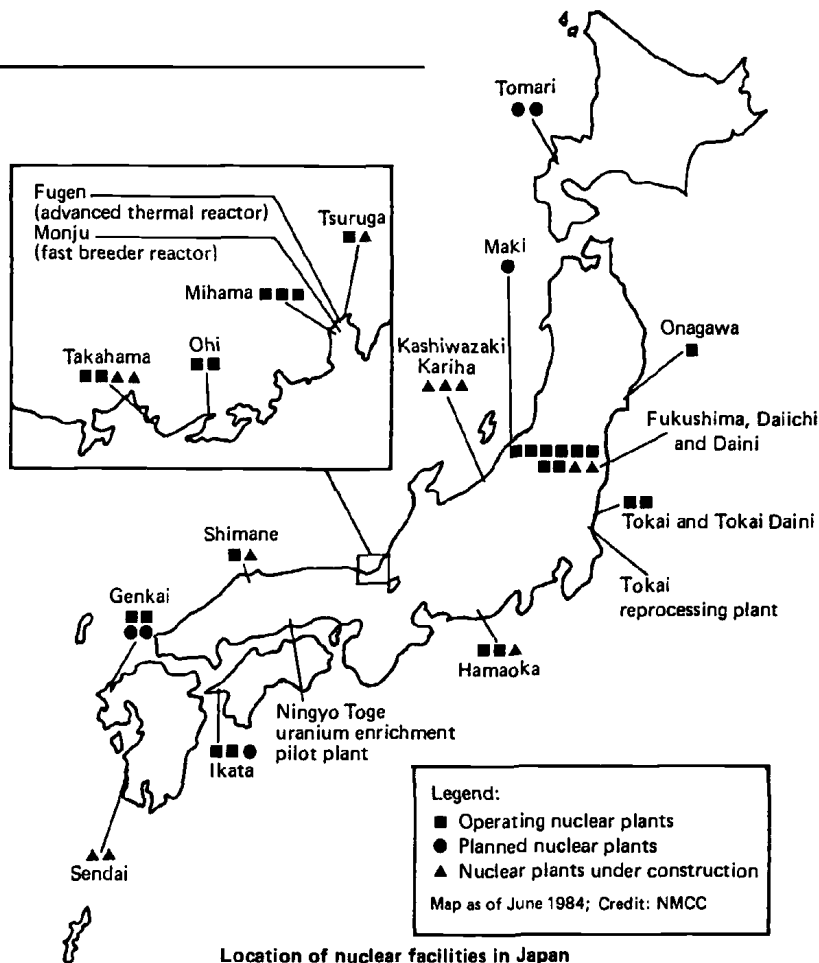 Tomari
Fugen
(advanced thermal reactor)
Monju
(fast breeder reactor)
Tsuruga
Mihama
Ohi
Takahama
Maki
Kashiwazaki
Kariha
Onagawa
Fukushima, Daiichi
and Daini
Tokai and Tokai Daini
Tokai
reprocessing plant
Shimane
Genkai
Hamaoka
Ningyo Toge
uranium enrichment
pilot plant
Ikata
Sendai
Legend:
■ Operating nuclear plants
● Planned nuclear plants
▲ Nuclear plants under construction
Map as of June 1984; Credit: NMCC
Location of nuclear facilities in Japan